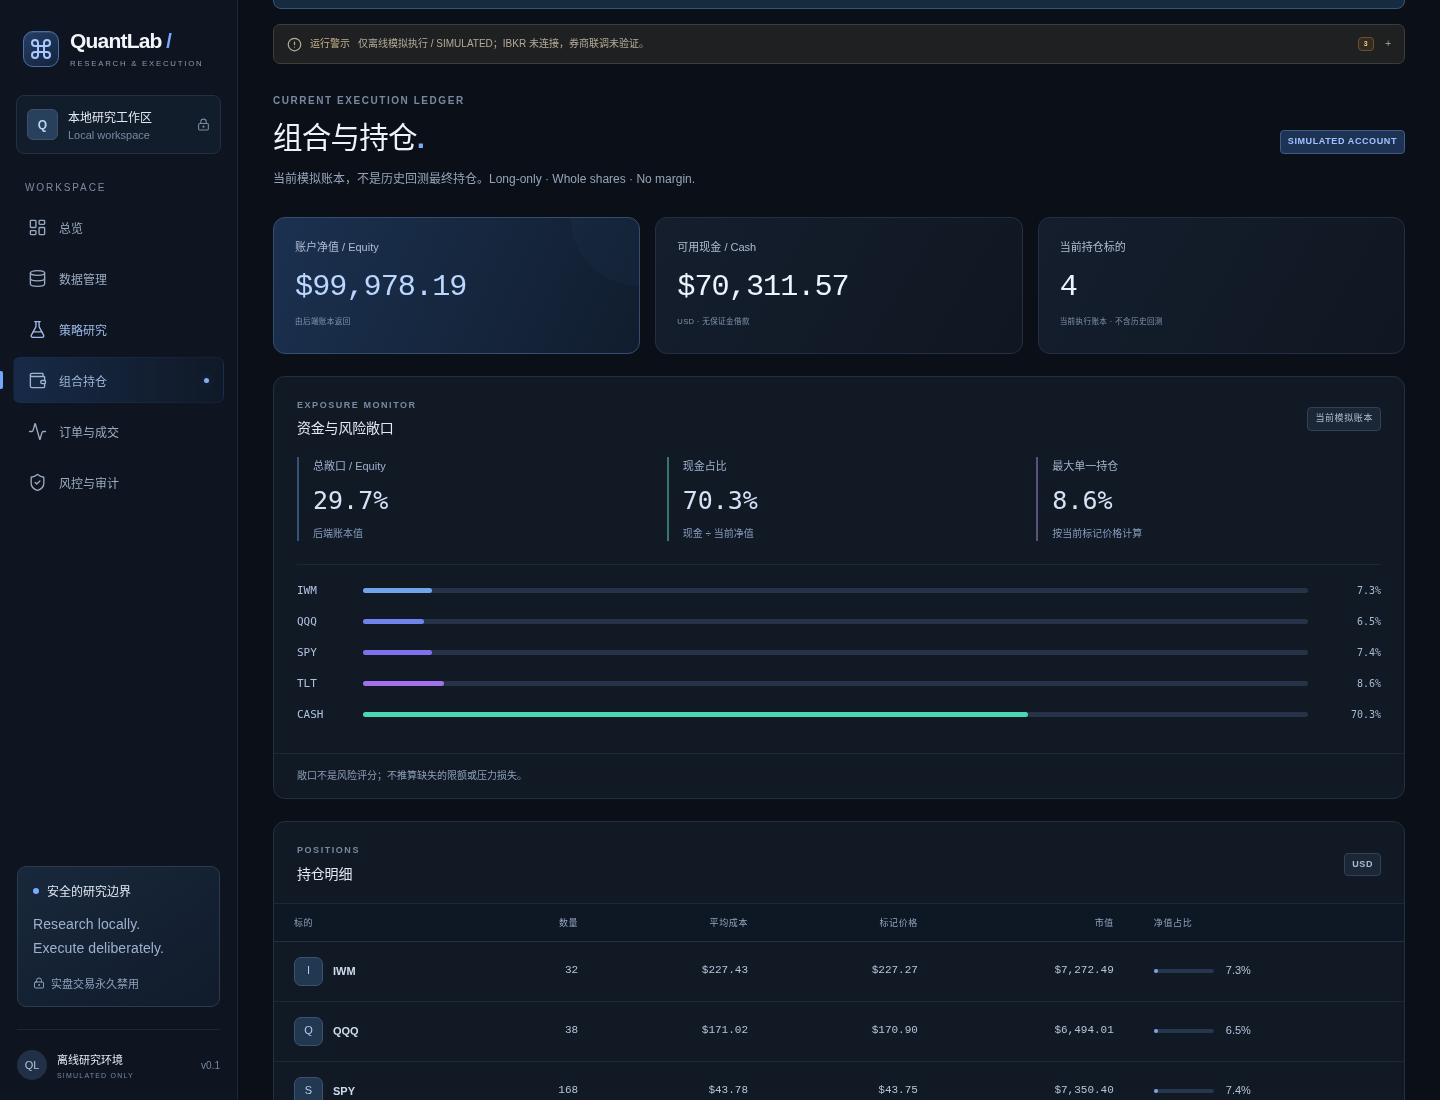 QuantLab /
RESEARCH & EXECUTION
Q
本地研究工作区
Local workspace
WORKSPACE
总览
数据管理
策略研究
组合持仓
订单与成交
风控与审计
安全的研究边界
Research locally.
Execute deliberately.
实盘交易永久禁用
QL
离线研究环境
SIMULATED ONLY
v0.1
运行警示 仅离线模拟执行 / SIMULATED；IBKR 未连接，券商联调未验证。
3 +
CURRENT EXECUTION LEDGER
组合与持仓.
SIMULATED ACCOUNT
当前模拟账本，不是历史回测最终持仓。Long-only · Whole shares · No margin.
账户净值 / Equity
$99,978.19
由后端账本返回
可用现金 / Cash
$70,311.57
USD · 无保证金借款
当前持仓标的
4
当前执行账本 · 不含历史回测
EXPOSURE MONITOR
资金与风险敞口
当前模拟账本
总敞口 / Equity
29.7%
后端账本值
现金占比
70.3%
现金 ÷ 当前净值
最大单一持仓
8.6%
按当前标记价格计算
IWM 7.3%
QQQ 6.5%
SPY 7.4%
TLT 8.6%
CASH 70.3%
敞口不是风险评分；不推算缺失的限额或压力损失。
POSITIONS
持仓明细
USD
标的 数量 平均成本 标记价格 市值 净值占比
I IWM 32 $227.43 $227.27 $7,272.49 7.3%
Q QQQ 38 $171.02 $170.90 $6,494.01 6.5%
S SPY 168 $43.78 $43.75 $7,350.40 7.4%